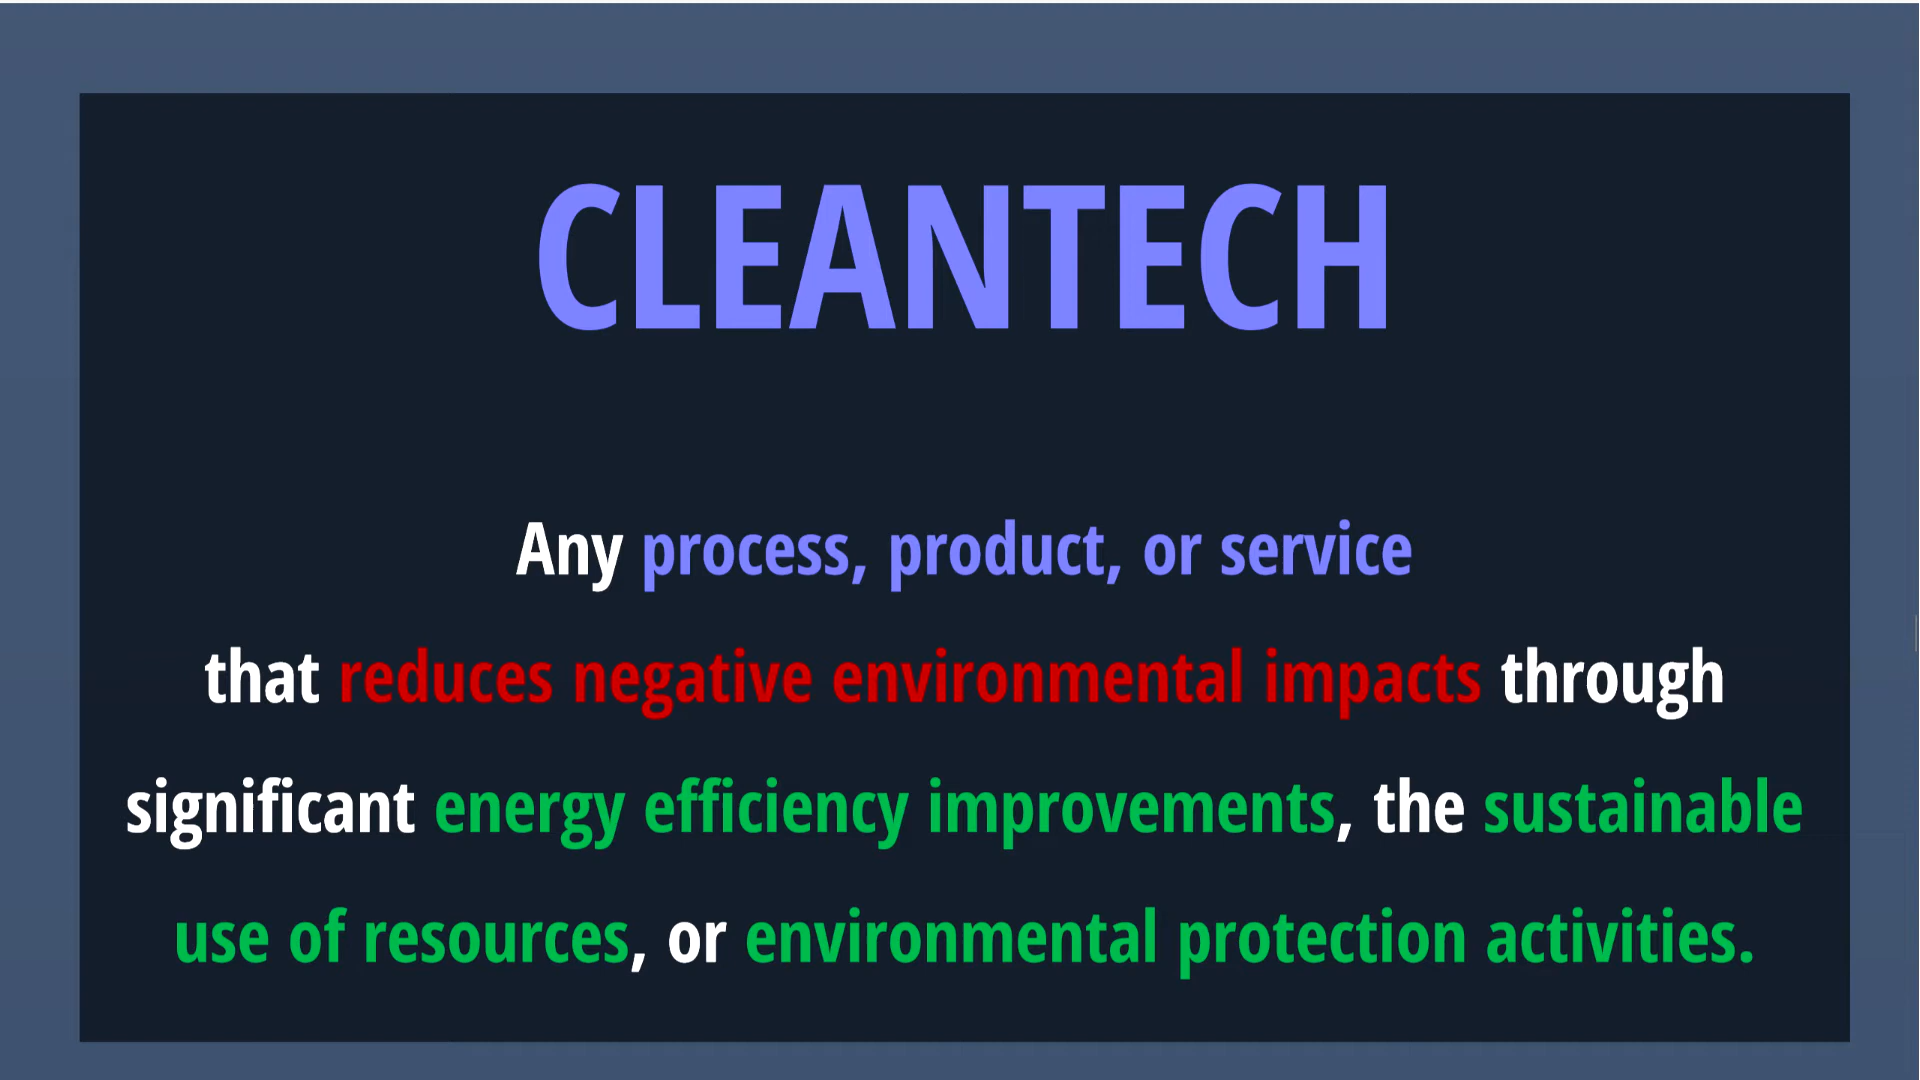 CLEANTECH
Any process, product, or service
that reduces negative environmental impacts through
significant energy efficiency improvements, the sustainable
use of resources, or environmental protection activities.